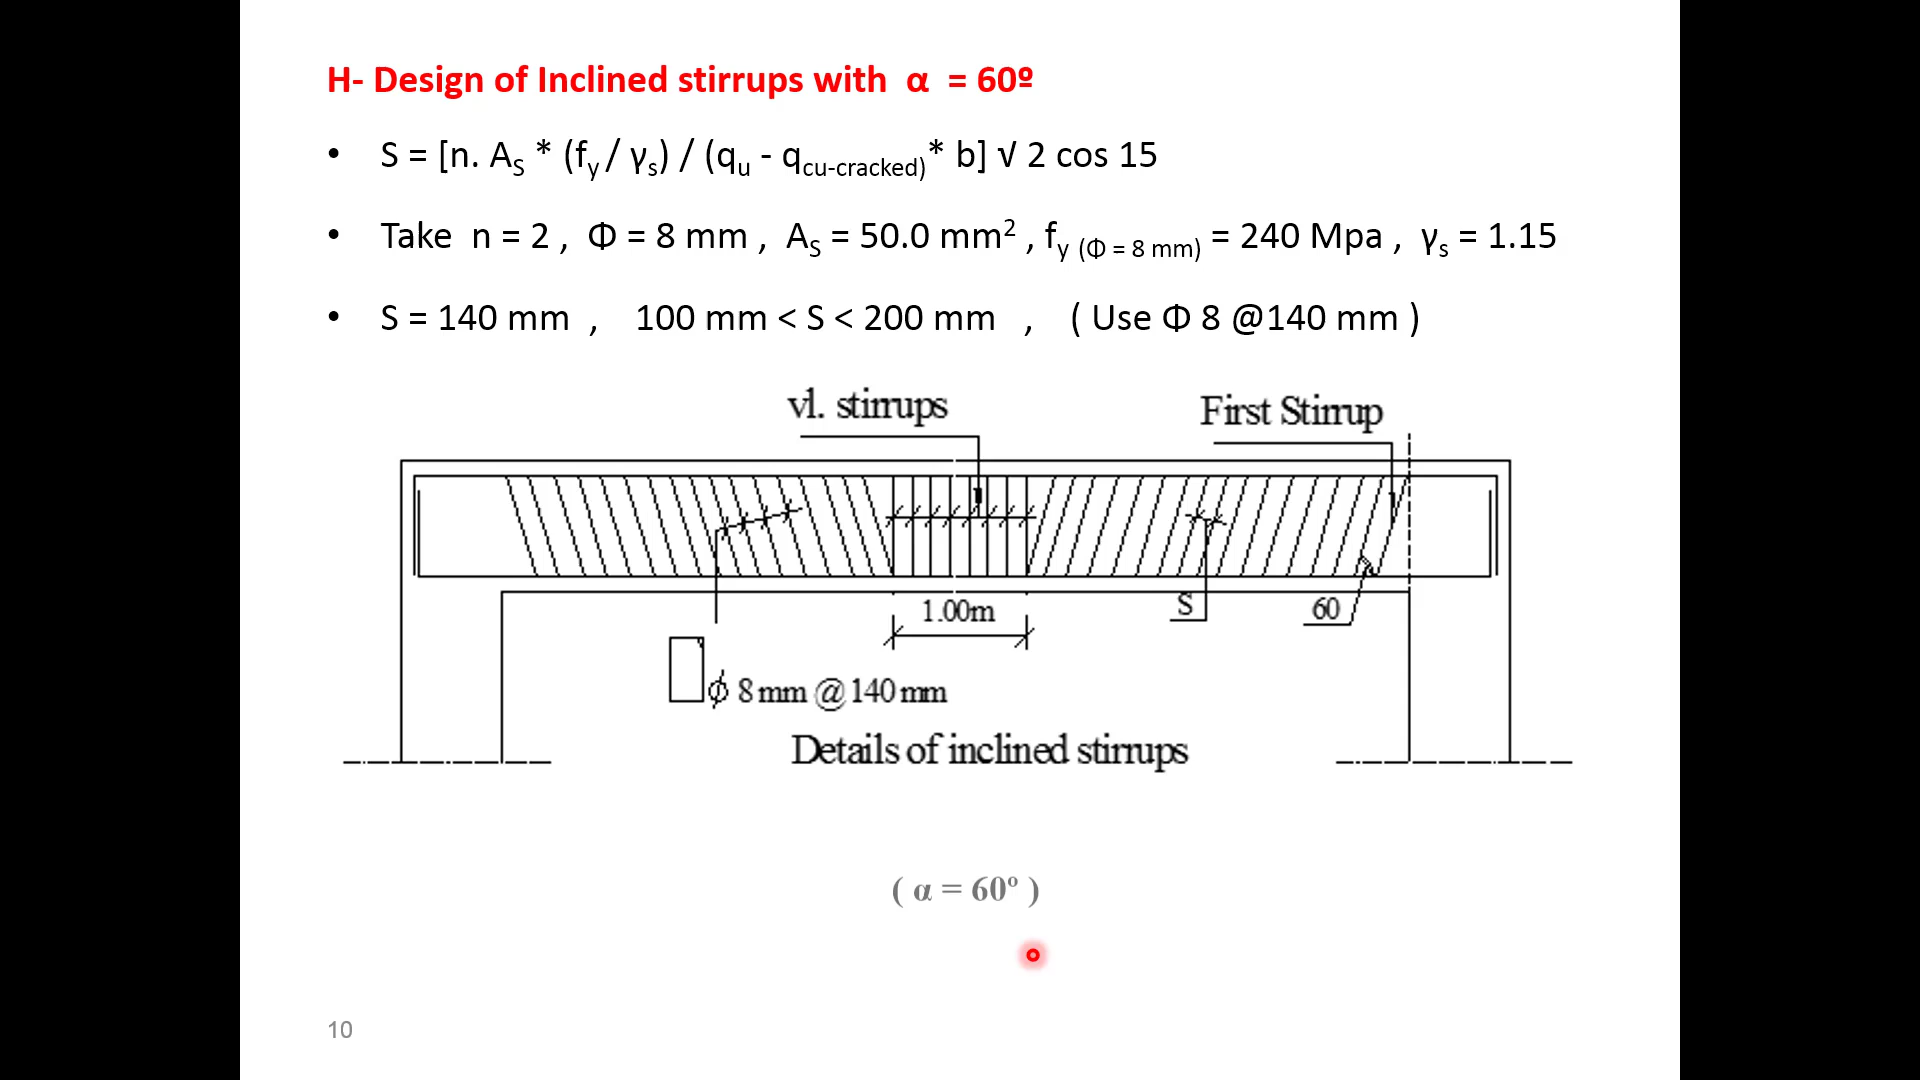 H- Design of Inclined stirrups with α = 60º
• S = [n. AS * (fy / γs) / (qu - qcu-cracked)* b] √ 2 cos 15
• Take n = 2 , Φ = 8 mm , AS = 50.0 mm² , fy (Φ = 8 mm) = 240 Mpa , γs = 1.15
• S = 140 mm , 100 mm < S < 200 mm , ( Use Φ 8 @140 mm )
vl. stirrups
First Stirrup
1.00m
S
60
ϕ 8 mm @ 140 mm
Details of inclined stirrups
( α = 60º )
10